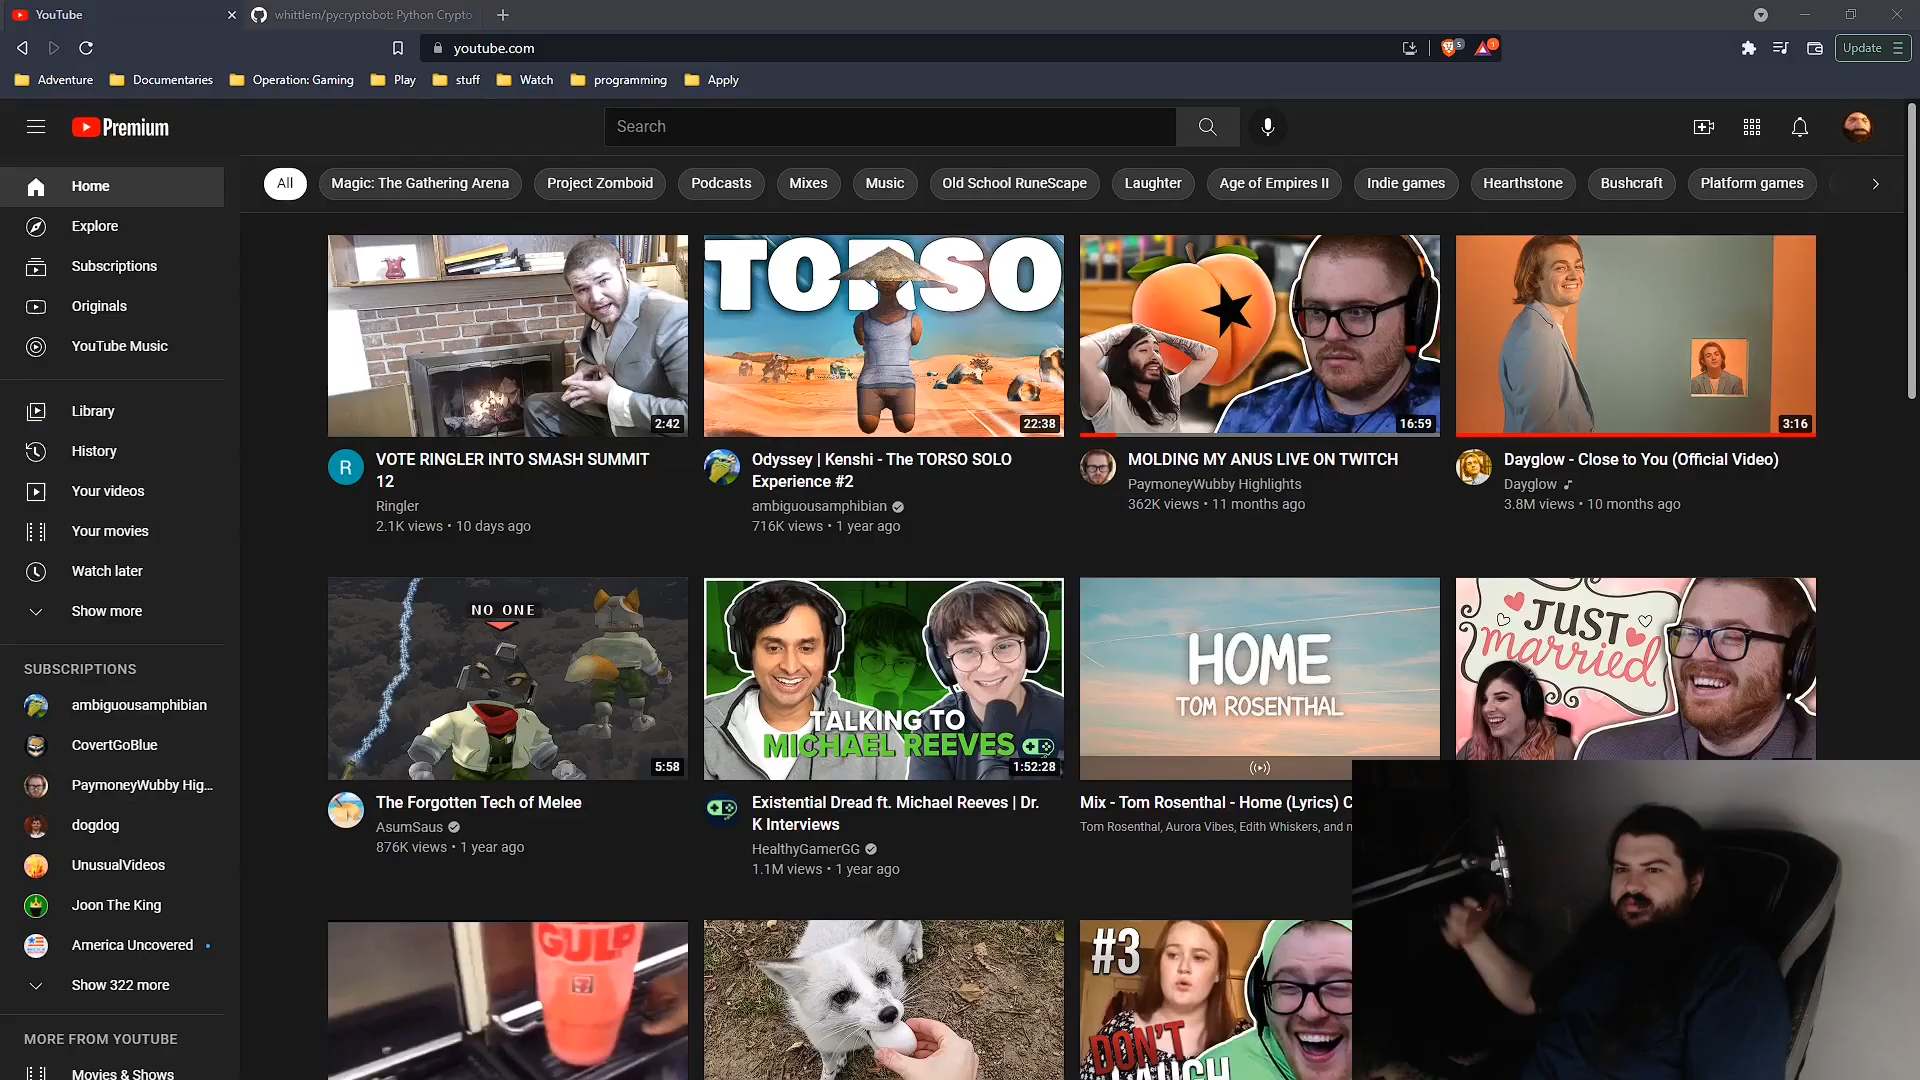 YouTube
whittlem/pycryptobot: Python Crypto
youtube.com
5
1
Update
Adventure
Documentaries
Operation: Gaming
Play
stuff
Watch
programming
Apply
Premium
Search
Home
Explore
Subscriptions
Originals
YouTube Music
Library
History
Your videos
Your movies
Watch later
Show more
SUBSCRIPTIONS
ambiguousamphibian
CovertGoBlue
PaymoneyWubby Hig...
dogdog
UnusualVideos
Joon The King
America Uncovered
Show 322 more
MORE FROM YOUTUBE
Movies & Shows
All
Magic: The Gathering Arena
Project Zomboid
Podcasts
Mixes
Music
Old School RuneScape
Laughter
Age of Empires II
Indie games
Hearthstone
Bushcraft
Platform games
2:42
R
VOTE RINGLER INTO SMASH SUMMIT
12
Ringler
2.1K views • 10 days ago
TORSO
22:38
Odyssey | Kenshi - The TORSO SOLO
Experience #2
ambiguousamphibian
716K views • 1 year ago
16:59
MOLDING MY ANUS LIVE ON TWITCH
PaymoneyWubby Highlights
362K views • 11 months ago
3:16
Dayglow - Close to You (Official Video)
Dayglow
3.8M views • 10 months ago
NO ONE
5:58
The Forgotten Tech of Melee
AsumSaus
876K views • 1 year ago
TALKING TO
MICHAEL REEVES
1:52:28
Existential Dread ft. Michael Reeves | Dr.
K Interviews
HealthyGamerGG
1.1M views • 1 year ago
HOME
TOM ROSENTHAL
Mix - Tom Rosenthal - Home (Lyrics) C
Tom Rosenthal, Aurora Vibes, Edith Whiskers, and m
JUST
married
GULP
7
#3
DON'T
LAUGH